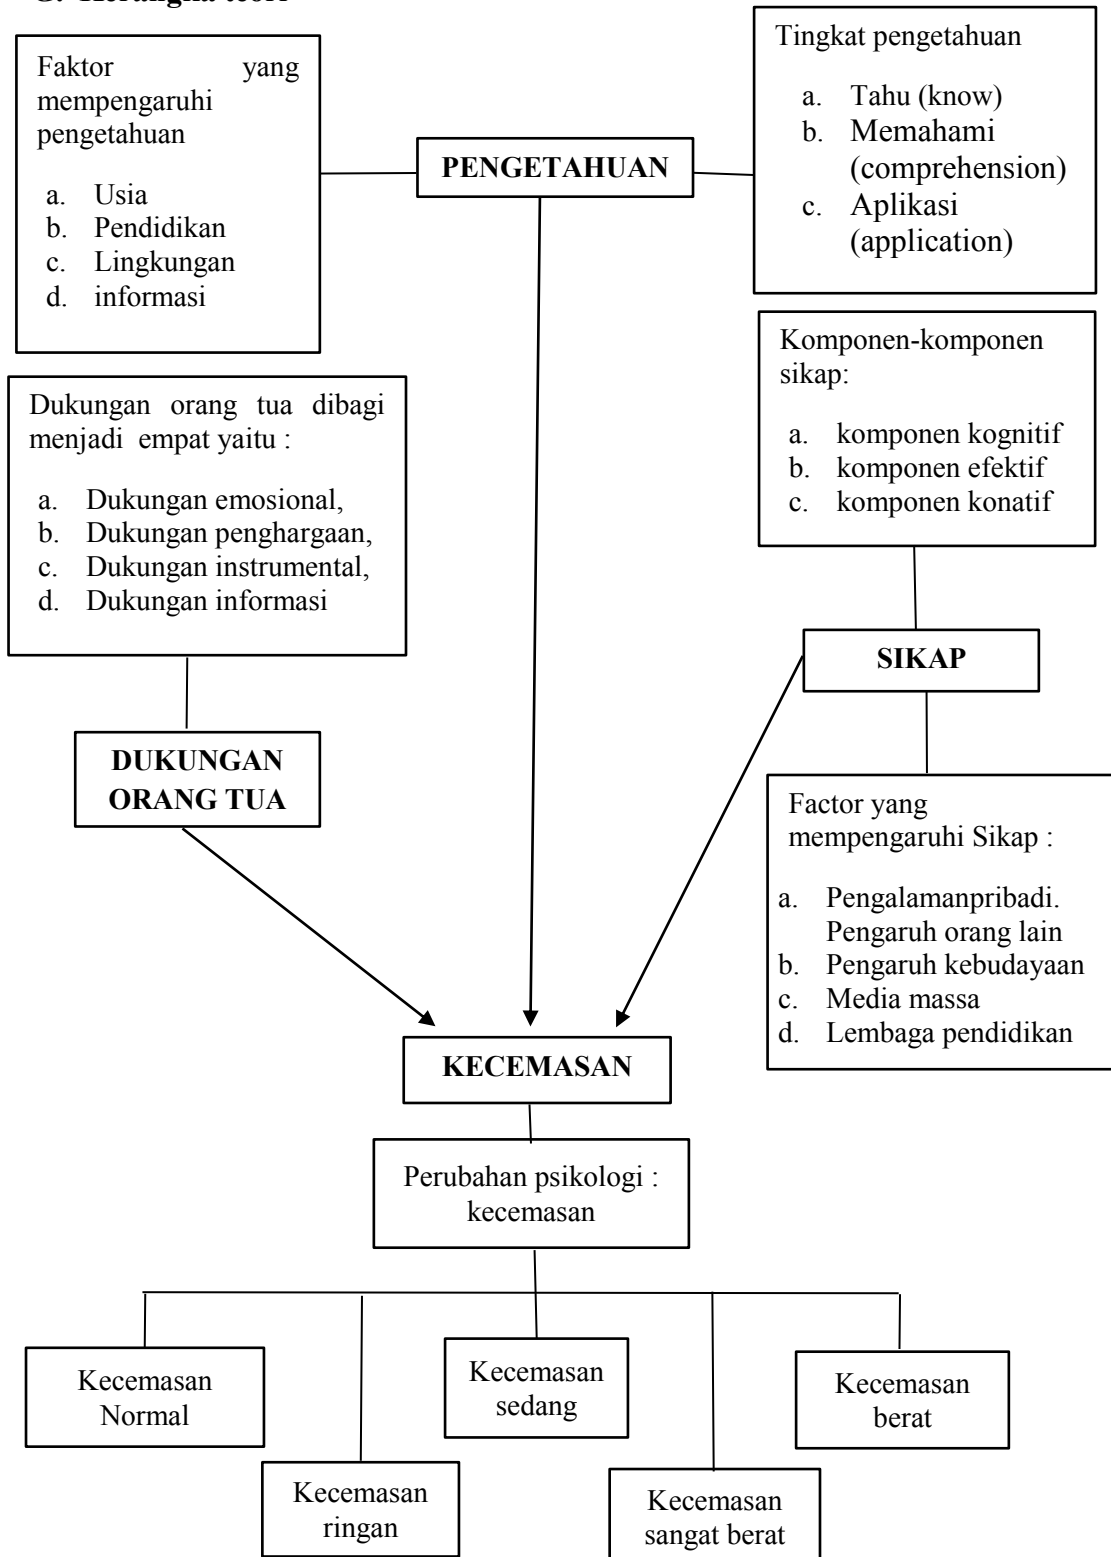 Faktor yang
mempengaruhi
pengetahuan
a. Usia
b. Pendidikan
c. Lingkungan
d. informasi
PENGETAHUAN
Tingkat pengetahuan
a. Tahu (know)
b. Memahami
(comprehension)
c. Aplikasi
(application)
Dukungan orang tua dibagi
menjadi empat yaitu :
a. Dukungan emosional,
b. Dukungan penghargaan,
c. Dukungan instrumental,
d. Dukungan informasi
Komponen-komponen
sikap:
a. komponen kognitif
b. komponen efektif
c. komponen konatif
SIKAP
DUKUNGAN
ORANG TUA
Factor yang
mempengaruhi Sikap :
a. Pengalamanpribadi.
Pengaruh orang lain
b. Pengaruh kebudayaan
c. Media massa
d. Lembaga pendidikan
KECEMASAN
Perubahan psikologi :
kecemasan
Kecemasan
Normal
Kecemasan
sedang
Kecemasan
berat
Kecemasan
ringan
Kecemasan
sangat berat